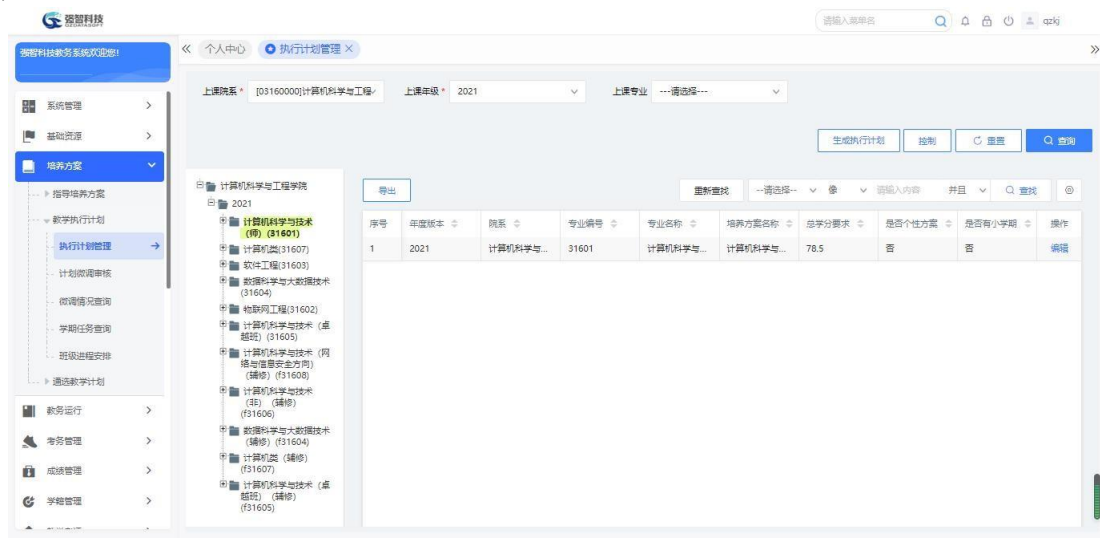 强智科技
请输入菜单名
qzkj
强智科技教务系统欢迎您!
个人中心
执行计划管理 ×
系统管理
基础资源
培养方案
指导培养方案
教学执行计划
执行计划管理
计划微调审核
微调情况查询
学期任务查询
班级进程安排
通选教学计划
教务运行
考务管理
成绩管理
学籍管理
上课院系 * [03160000]计算机科学与工程
上课年级 * 2021
上课专业 ---请选择---
生成执行计划 控制 重置 查询
计算机科学与工程学院
2021
计算机科学与技术
(师) (31601)
计算机类(31607)
软件工程(31603)
数据科学与大数据技术
(31604)
物联网工程(31602)
计算机科学与技术（卓
越班）(31605)
计算机科学与技术（网
络与信息安全方向）
（辅修）(f31608)
计算机科学与技术
（非）（辅修）
(f31606)
数据科学与大数据技术
（辅修）(f31604)
计算机类（辅修）
(f31607)
计算机科学与技术（卓
越班）（辅修）
(f31605)
导出 重新查找 --请选择-- 像 请输入内容 并且 查找
序号 年度版本 院系 专业编号 专业名称 培养方案名称 总学分要求 是否个性方案 是否有小学期 操作
1 2021 计算机科学与... 31601 计算机科学与... 计算机科学与... 78.5 否 否 编辑